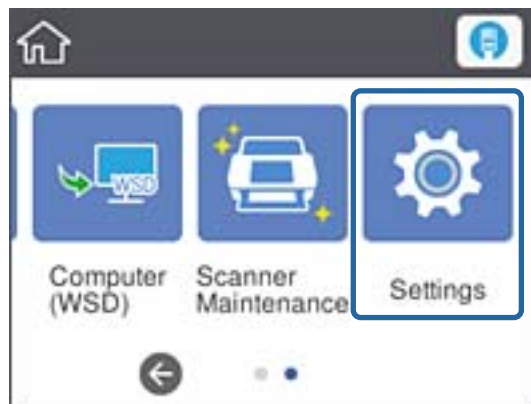 WSD
Computer
(WSD)
Scanner
Maintenance
Settings